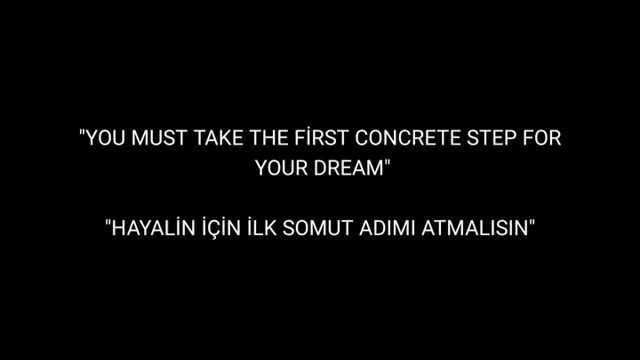 "YOU MUST TAKE THE FİRST CONCRETE STEP FOR
YOUR DREAM"
"HAYALİN İÇİN İLK SOMUT ADIMI ATMALISIN"